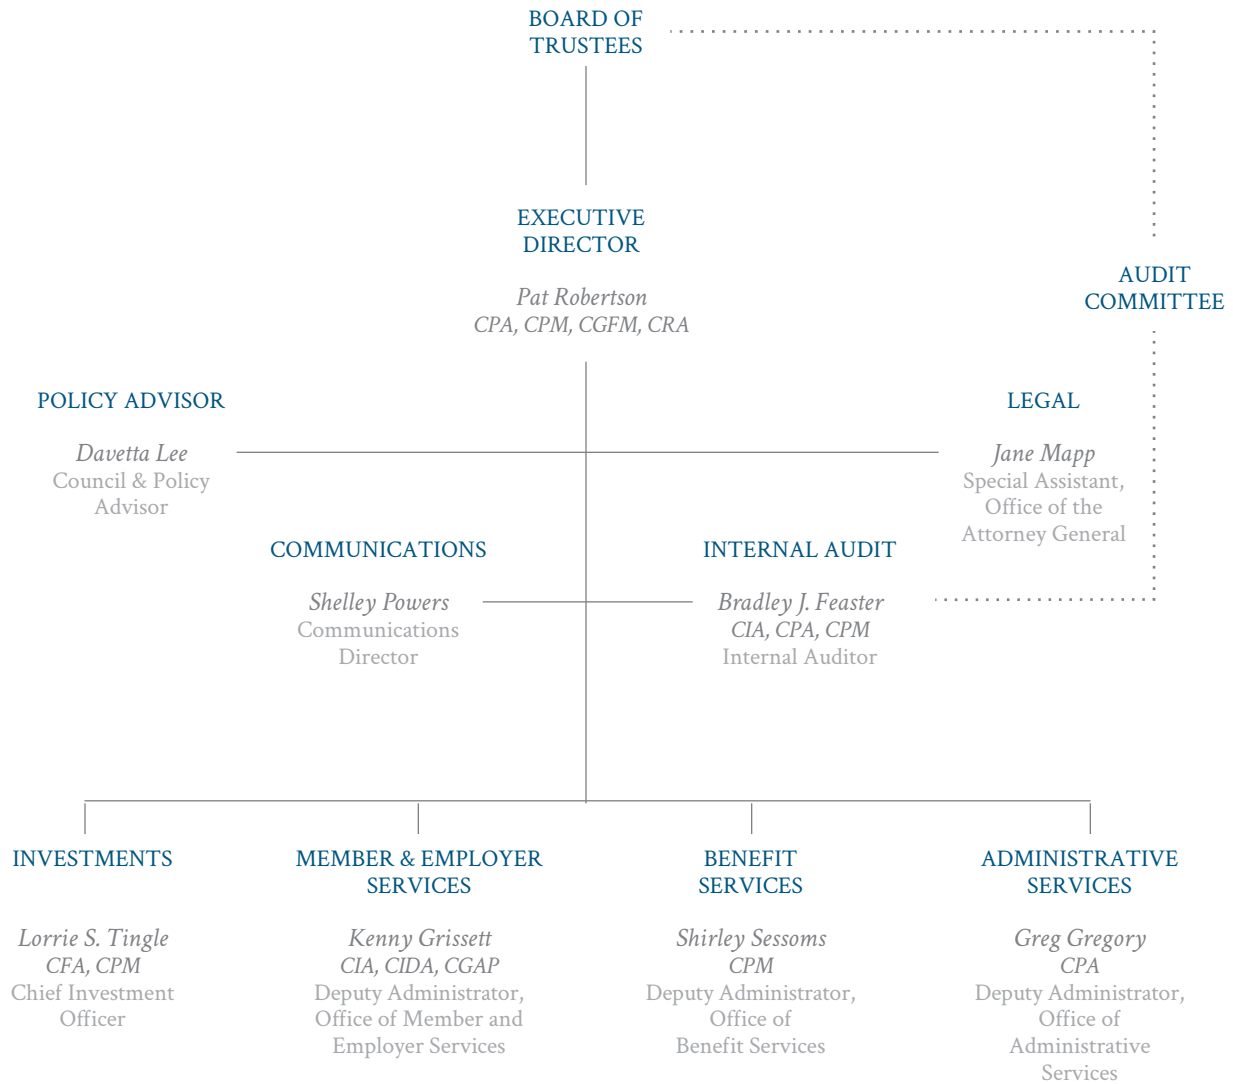 BOARD OF
TRUSTEES
EXECUTIVE
DIRECTOR
Pat Robertson
CPA, CPM, CGFM, CRA
AUDIT
COMMITTEE
POLICY ADVISOR
Davetta Lee
Council & Policy
Advisor
LEGAL
Jane Mapp
Special Assistant,
Office of the
Attorney General
COMMUNICATIONS
Shelley Powers
Communications
Director
INTERNAL AUDIT
Bradley J. Feaster
CIA, CPA, CPM
Internal Auditor
INVESTMENTS
Lorrie S. Tingle
CFA, CPM
Chief Investment
Officer
MEMBER & EMPLOYER
SERVICES
Kenny Grissett
CIA, CIDA, CGAP
Deputy Administrator,
Office of Member and
Employer Services
BENEFIT
SERVICES
Shirley Sessoms
CPM
Deputy Administrator,
Office of
Benefit Services
ADMINISTRATIVE
SERVICES
Greg Gregory
CPA
Deputy Administrator,
Office of
Administrative
Services